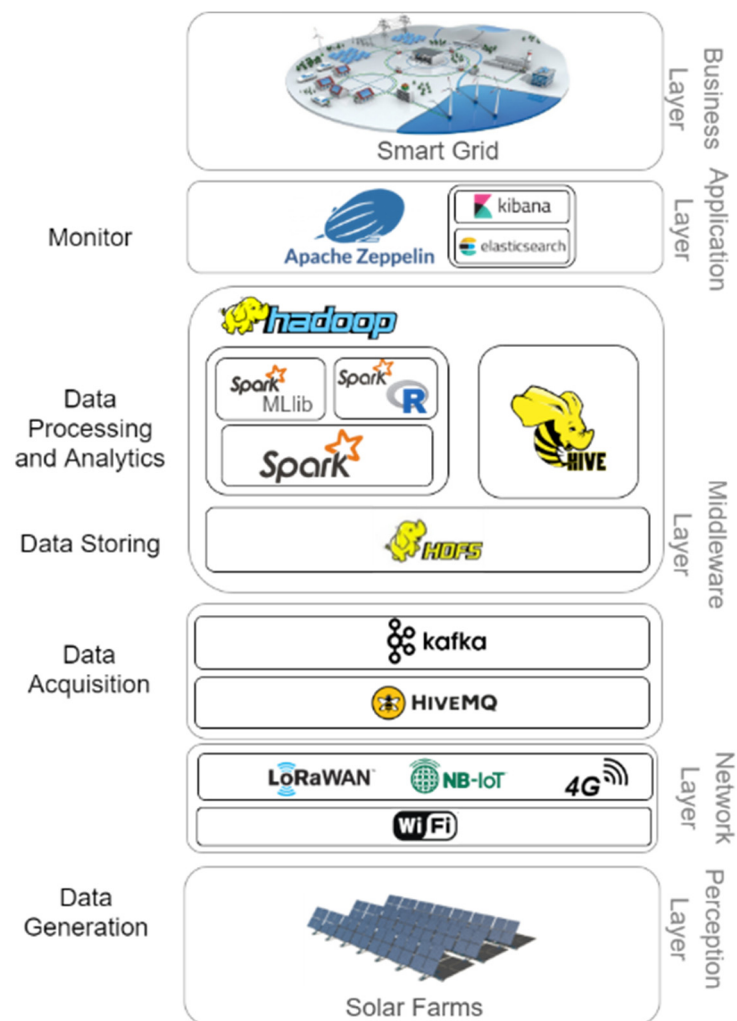 Smart Grid
Business
Layer
Monitor
Apache Zeppelin
kibana
elasticsearch
Application
Layer
hadoop
Data
Processing
and Analytics
Spark
MLlib
Spark
R
Spark
HIVE
Data Storing
HDFS
Middleware
Layer
Data
Acquisition
kafka
HIVEMQ
LoRaWAN
NB-IoT
4G
Wi Fi
Network
Layer
Data
Generation
Solar Farms
Perception
Layer